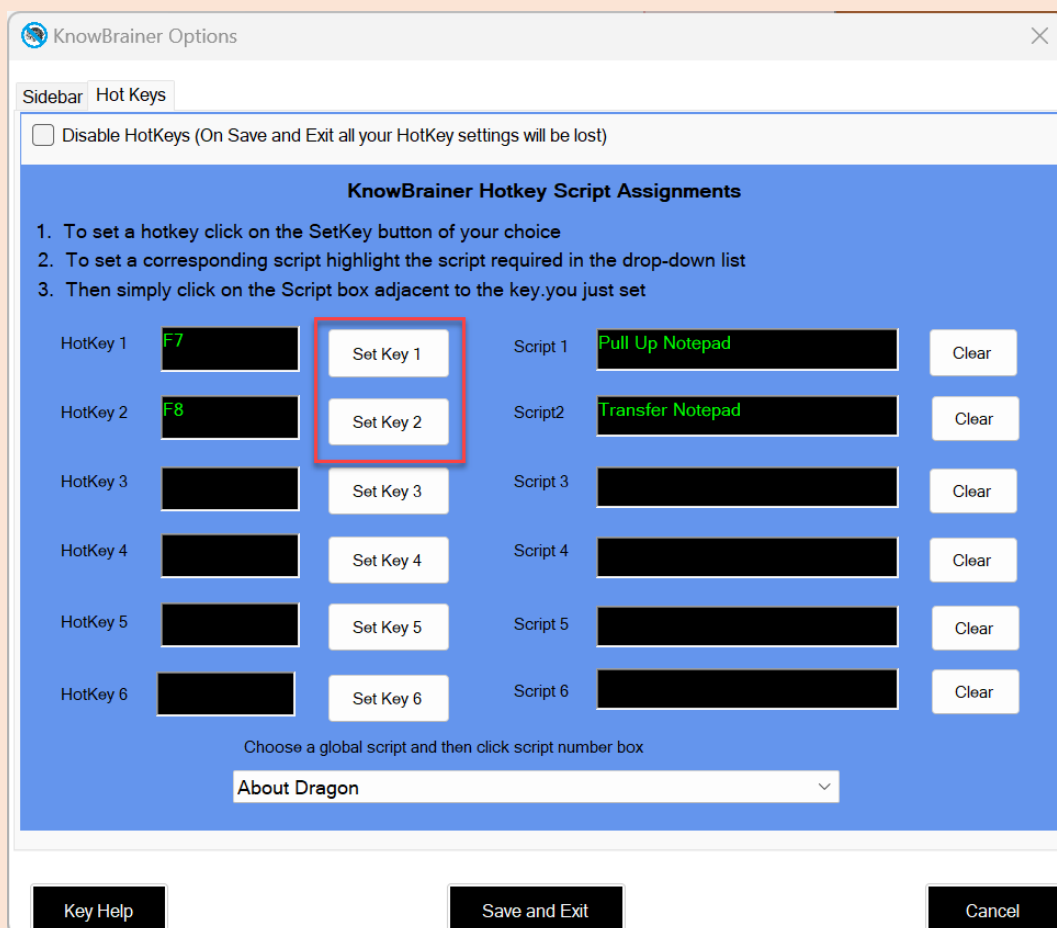 KnowBrainer Options
Sidebar Hot Keys
Disable HotKeys (On Save and Exit all your HotKey settings will be lost)
KnowBrainer Hotkey Script Assignments
1. To set a hotkey click on the SetKey button of your choice
2. To set a corresponding script highlight the script required in the drop-down list
3. Then simply click on the Script box adjacent to the key.you just set
HotKey 1 F7 Set Key 1 Script 1 Pull Up Notepad Clear
HotKey 2 F8 Set Key 2 Script2 Transfer Notepad Clear
HotKey 3 Set Key 3 Script 3 Clear
HotKey 4 Set Key 4 Script 4 Clear
HotKey 5 Set Key 5 Script 5 Clear
HotKey 6 Set Key 6 Script 6 Clear
Choose a global script and then click script number box
About Dragon
Key Help Save and Exit Cancel